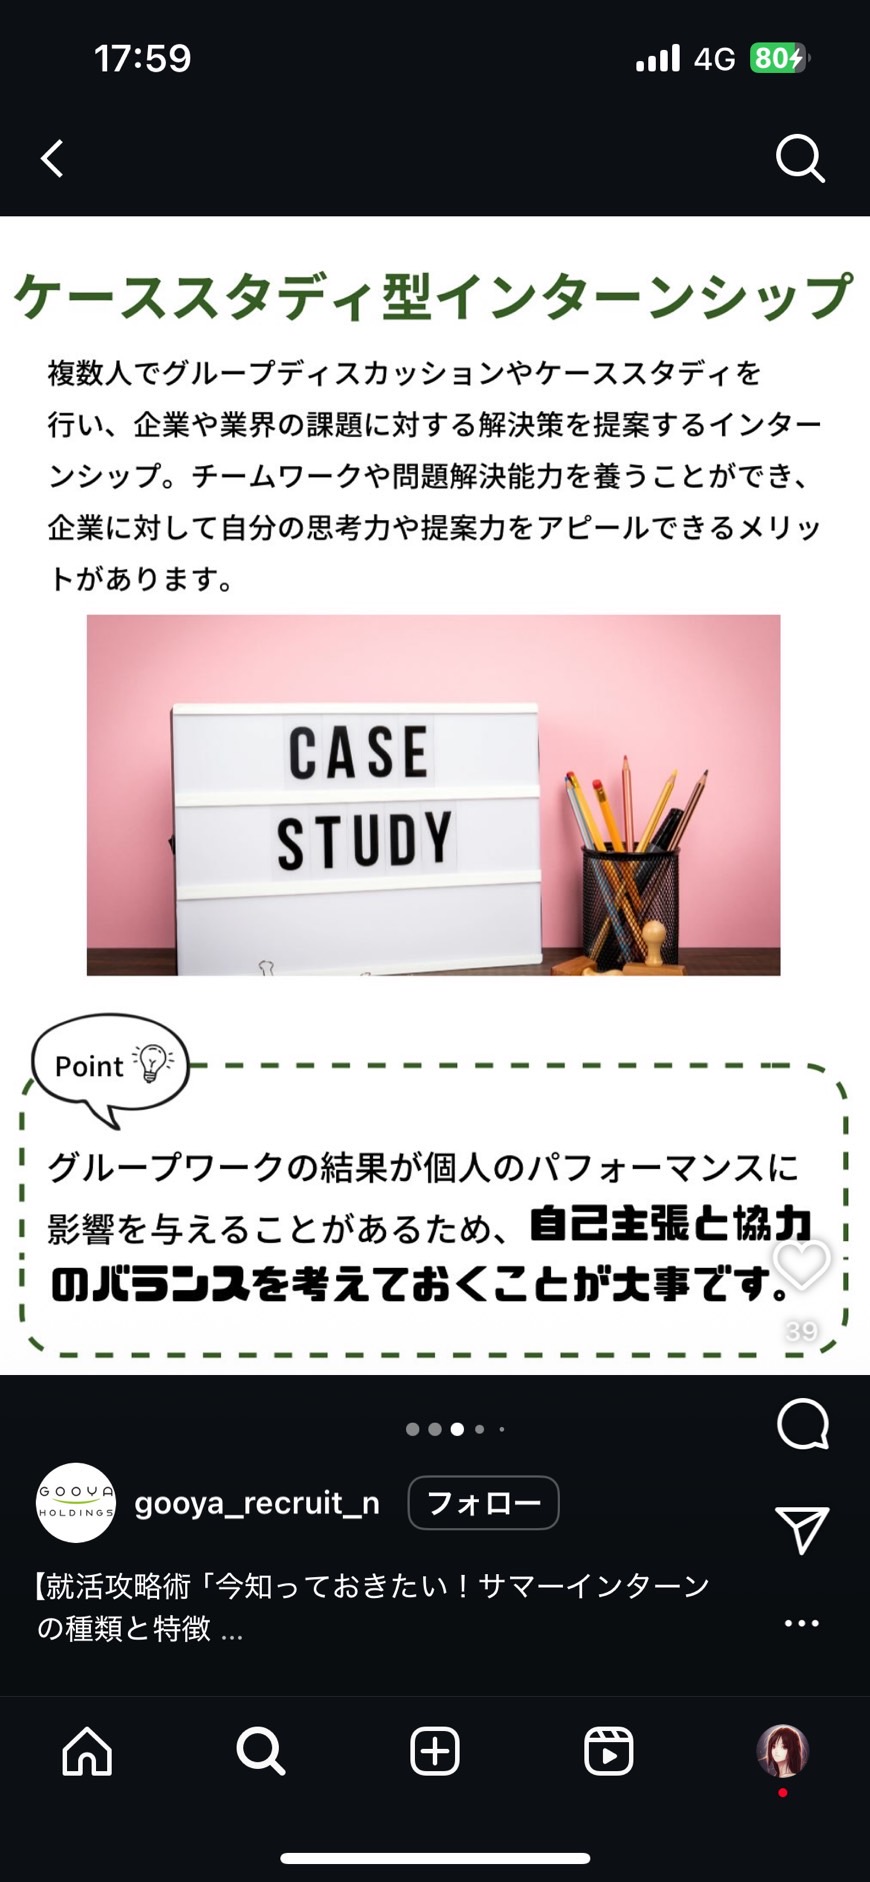 17:59
4G 80
ケーススタディ型インターンシップ
複数人でグループディスカッションやケーススタディを
行い、企業や業界の課題に対する解決策を提案するインター
ンシップ。チームワークや問題解決能力を養うことができ、
企業に対して自分の思考力や提案力をアピールできるメリッ
トがあります。
CASE
STUDY
Point
グループワークの結果が個人のパフォーマンスに
影響を与えることがあるため、自己主張と協力
のバランスを考えておくことが大事です。
39
GOOYA
HOLDINGS
gooya_recruit_n フォロー
【就活攻略術「今知っておきたい！サマーインターン
の種類と特徴 ...